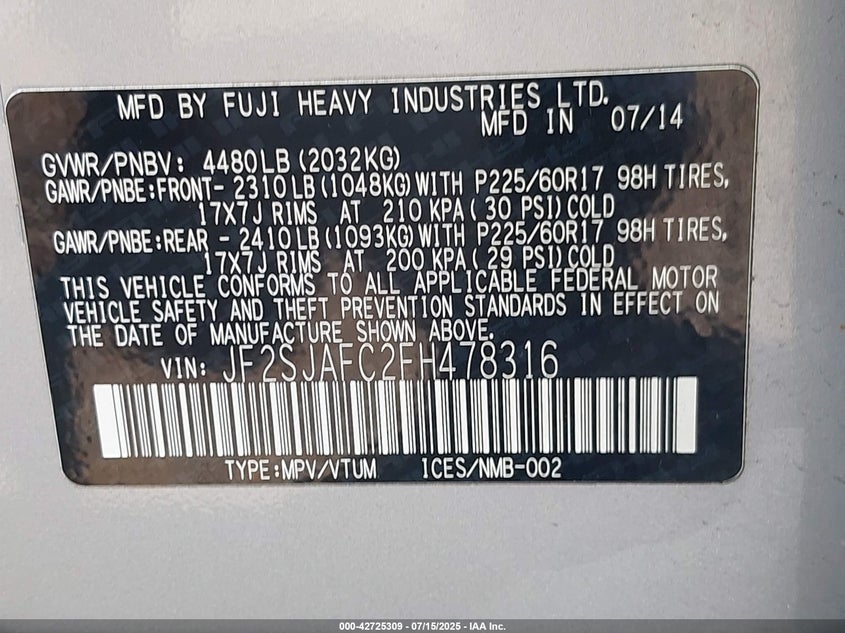 MFD BY FUJI HEAVY INDUSTRIES LTD.
MFD IN 07/14
GVWR/PNBV: 4480LB (2032KG)
GAWR/PNBE:FRONT- 2310LB (1048KG) WITH P225/60R17 98H TIRES,
17X7J RIMS AT 210 KPA ( 30 PSI) COLD
GAWR/PNBE:REAR - 2410LB (1093KG) WITH P225/60R17 98H TIRES,
17X7J RIMS AT 200 KPA ( 29 PSI) COLD
THIS VEHICLE CONFORMS TO ALL APPLICABLE FEDERAL MOTOR
VEHICLE SAFETY AND THEFT PREVENTION STANDARDS IN EFFECT ON
THE DATE OF MANUFACTURE SHOWN ABOVE.
VIN: JF2SJAFC2FH478316
TYPE:MPV/VTUM ICES/NMB-002
000-42725309 - 07/15/2025 - IAA Inc.